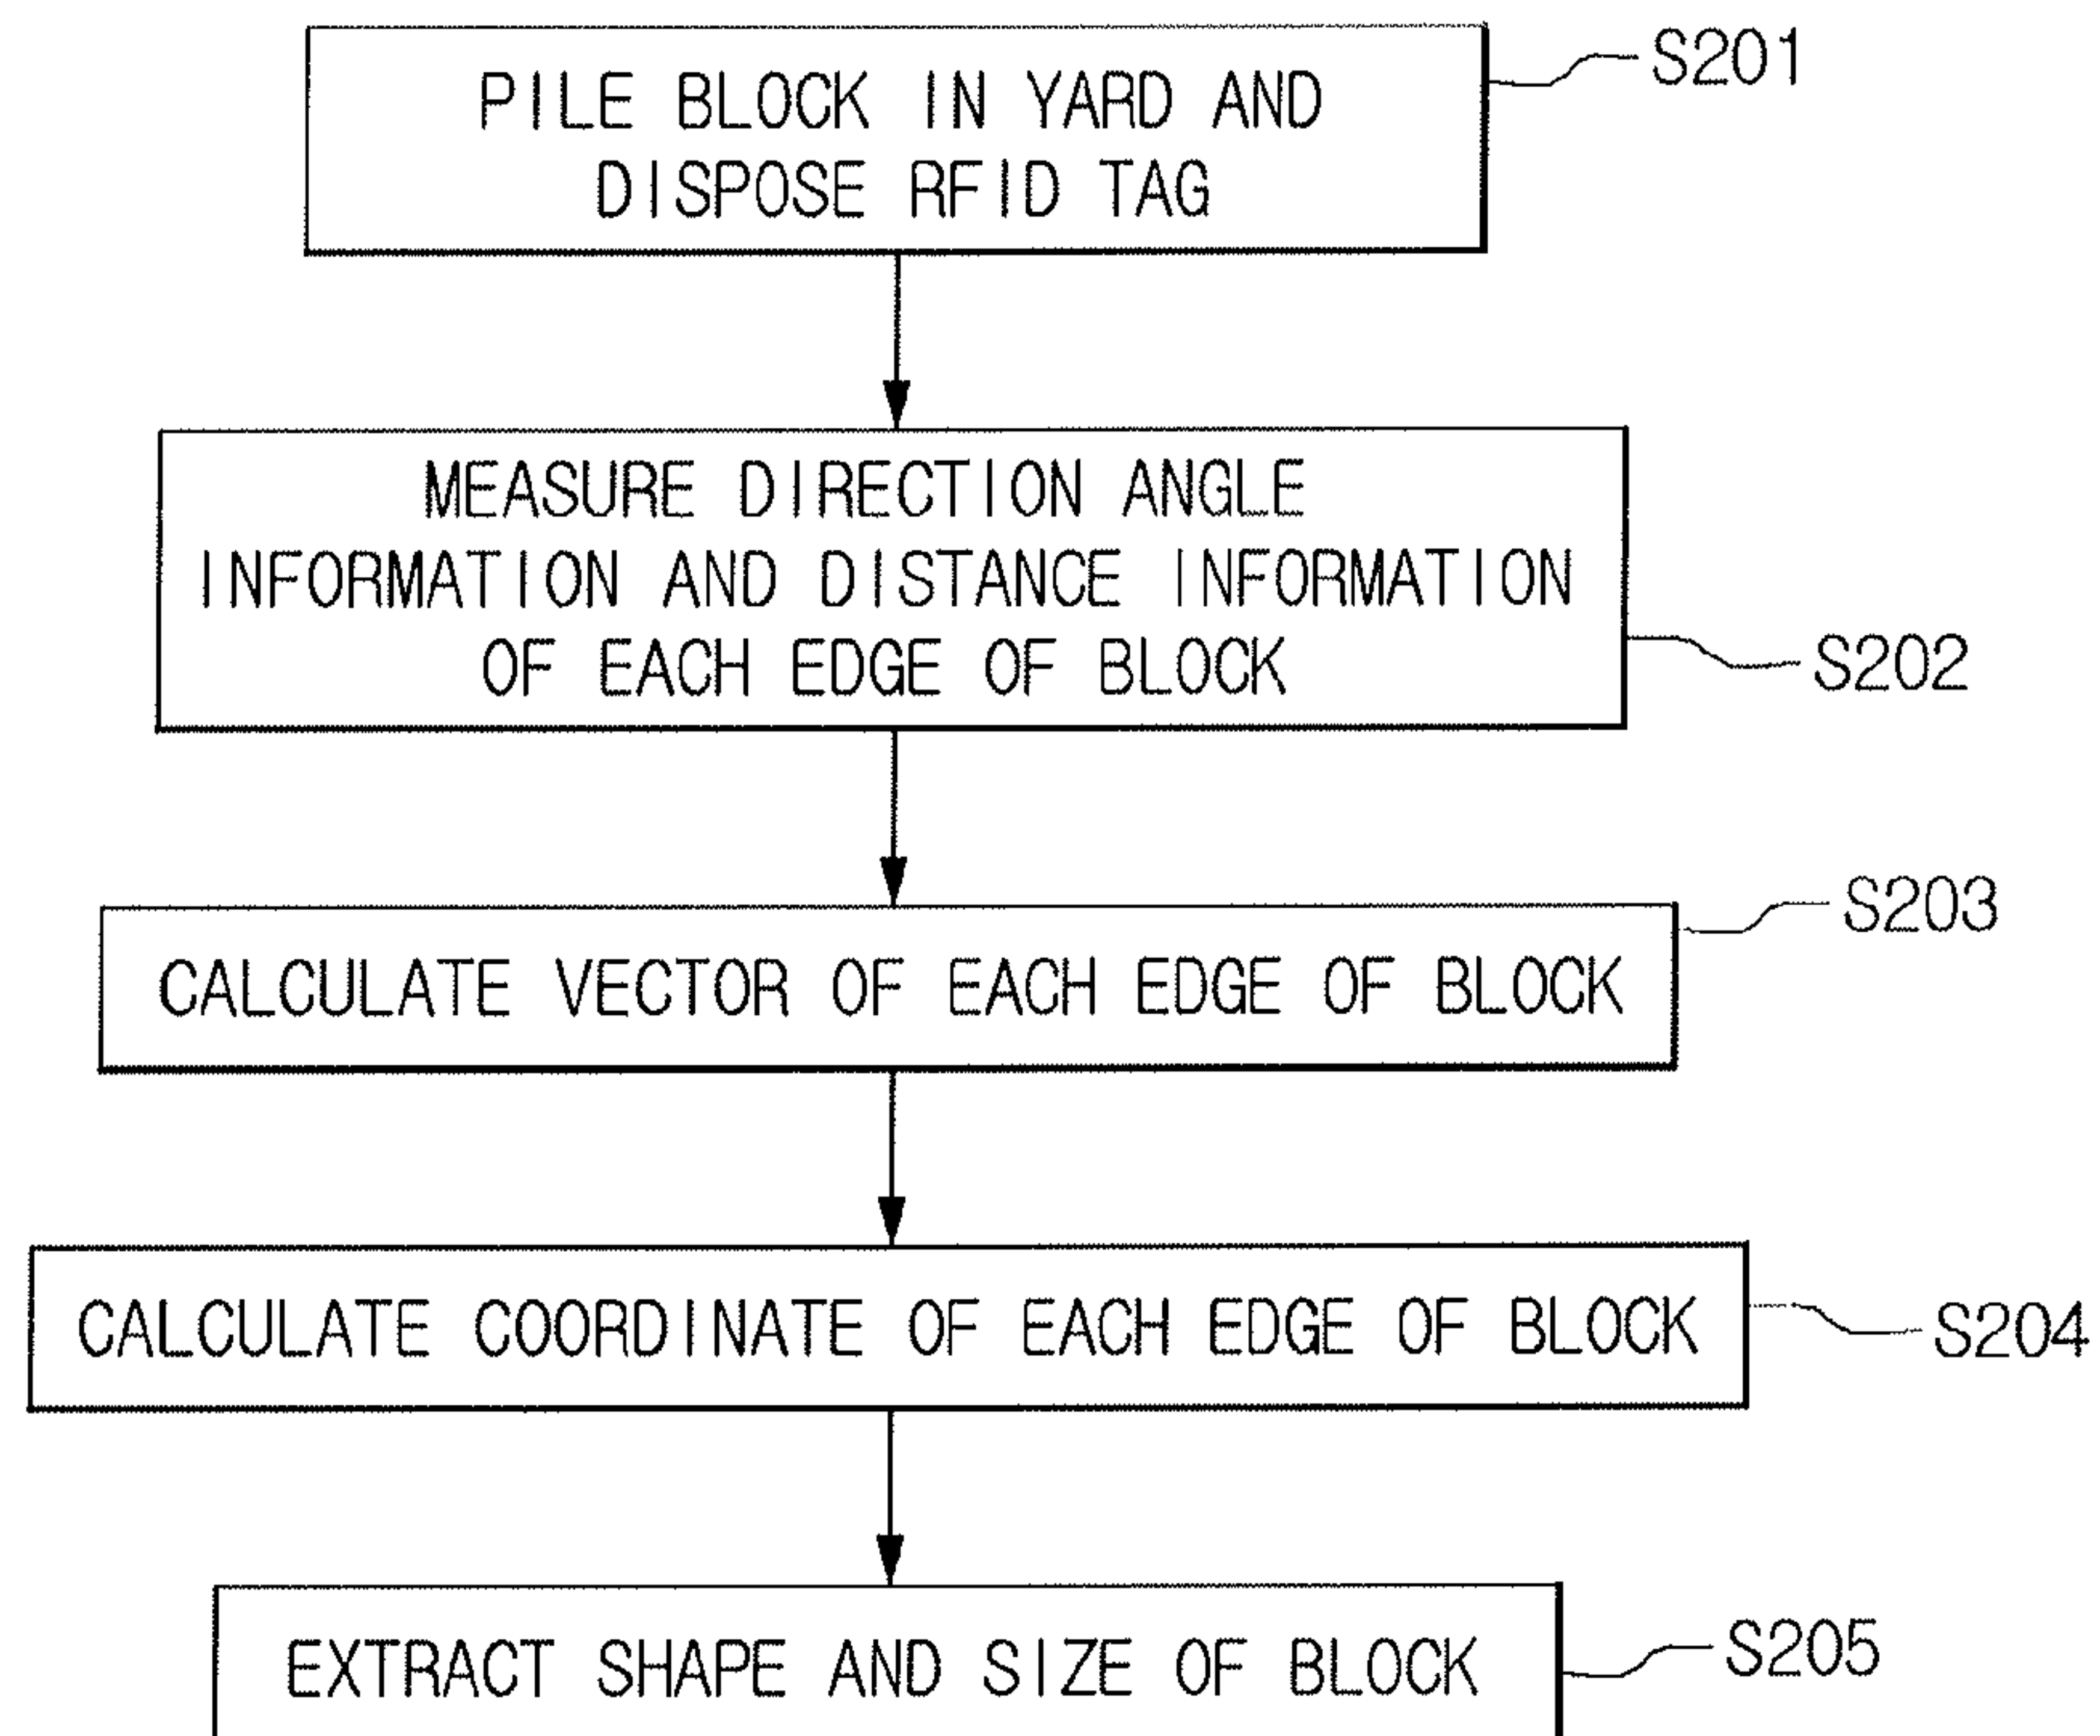 PILE BLOCK IN YARD AND
DISPOSE RFID TAG
S201
MEASURE DIRECTION ANGLE
INFORMATION AND DISTANCE INFORMATION
OF EACH EDGE OF BLOCK
S202
CALCULATE VECTOR OF EACH EDGE OF BLOCK
S203
CALCULATE COORDINATE OF EACH EDGE OF BLOCK
S204
EXTRACT SHAPE AND SIZE OF BLOCK
S205